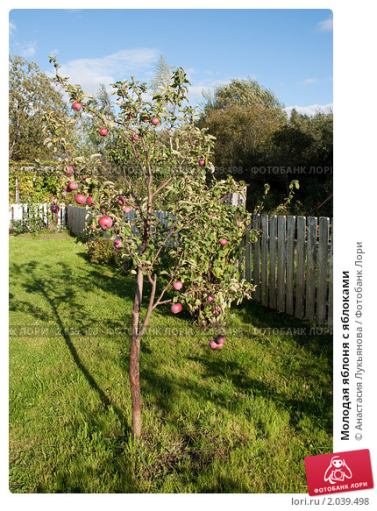 Молодая яблоня с яблоками
© Анастасия Лукьянова / Фотобанк Лори
ФОТОБАНК ЛОРИ
lori.ru / 2,039,498